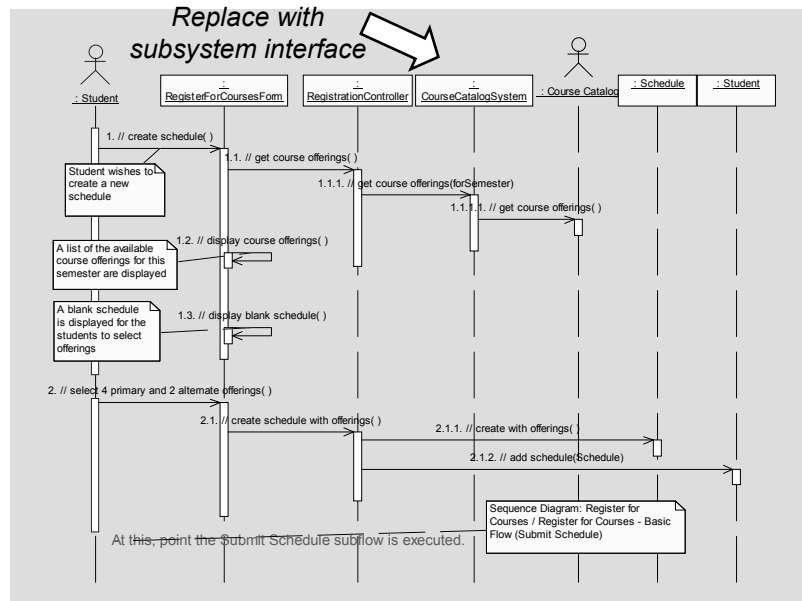 Replace with
subsystem interface
: Student
:
RegisterForCoursesForm
:
RegistrationController
:
CourseCatalogSystem
: Course Catalog
: Schedule
: Student
1. // create schedule( )
Student wishes to
create a new
schedule
1.1. // get course offerings( )
1.1.1. // get course offerings(forSemester)
1.1.1.1. // get course offerings( )
1.2. // display course offerings( )
A list of the available
course offerings for this
semester are displayed
1.3. // display blank schedule( )
A blank schedule
is displayed for the
students to select
offerings
2. // select 4 primary and 2 alternate offerings( )
2.1. // create schedule with offerings( )
2.1.1. // create with offerings( )
2.1.2. // add schedule(Schedule)
Sequence Diagram: Register for
Courses / Register for Courses - Basic
Flow (Submit Schedule)
At this, point the Submit Schedule subflow is executed.